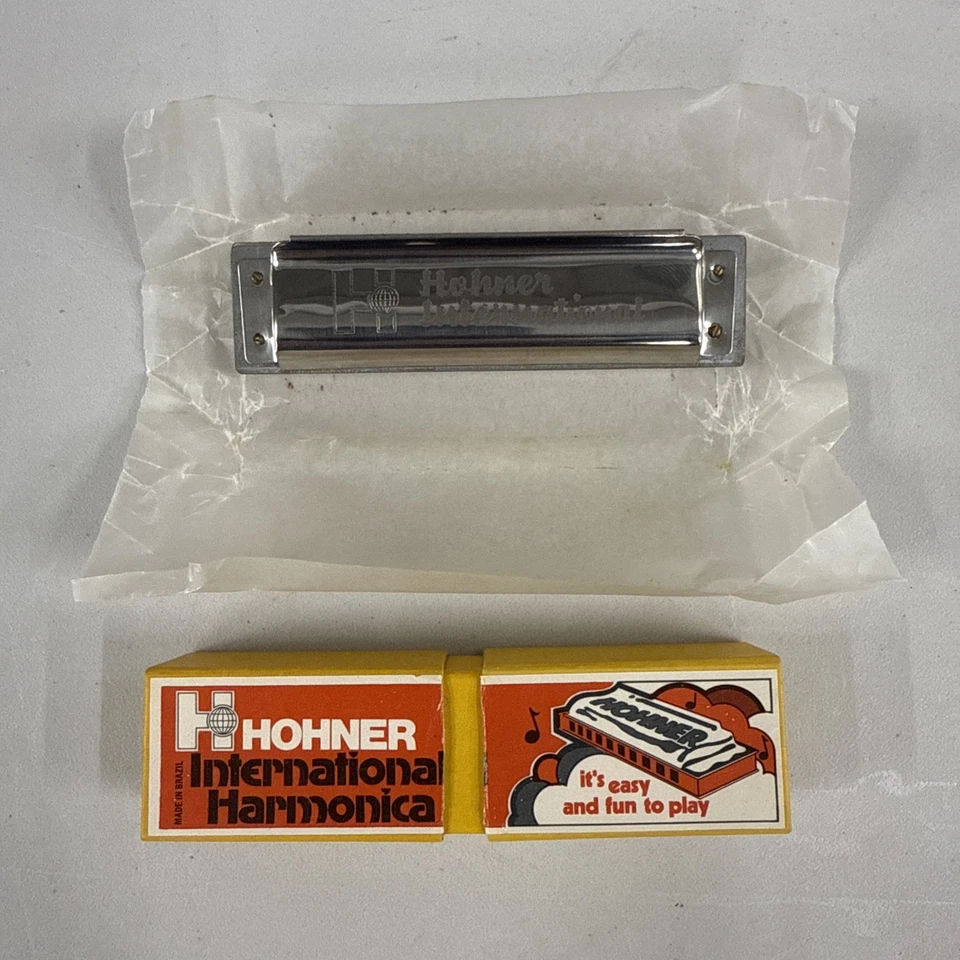 H Hohner
International
H HOHNER
International
Harmonica
MADE IN BRAZIL
HOHNER
it's easy
and fun to play